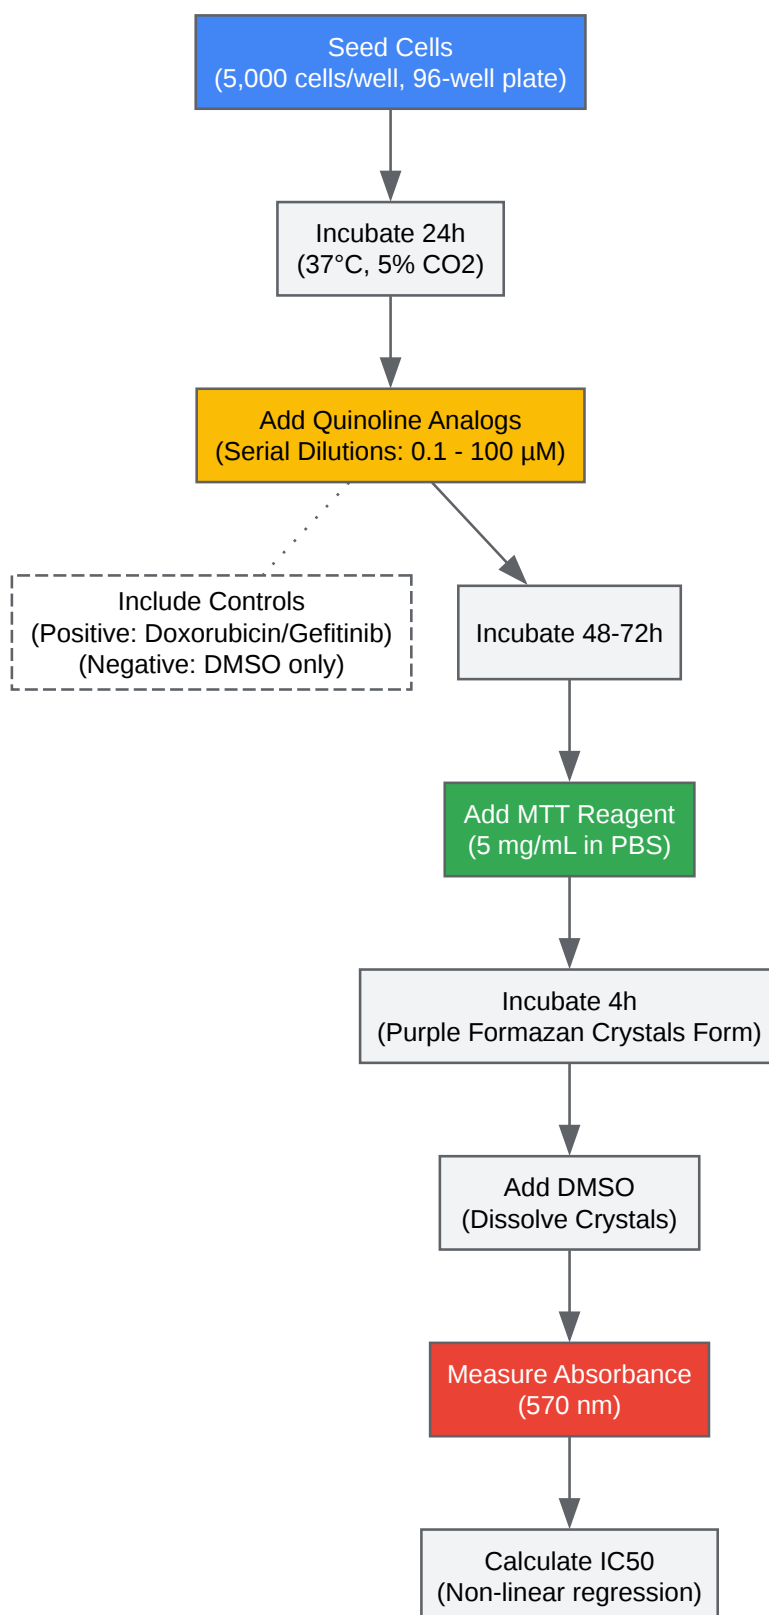 Seed Cells
(5,000 cells/well, 96-well plate)
Incubate 24h
(37°C, 5% CO2)
Add Quinoline Analogs
(Serial Dilutions: 0.1 - 100 µM)
Include Controls
(Positive: Doxorubicin/Gefitinib)
(Negative: DMSO only)
Incubate 48-72h
Add MTT Reagent
(5 mg/mL in PBS)
Incubate 4h
(Purple Formazan Crystals Form)
Add DMSO
(Dissolve Crystals)
Measure Absorbance
(570 nm)
Calculate IC50
(Non-linear regression)